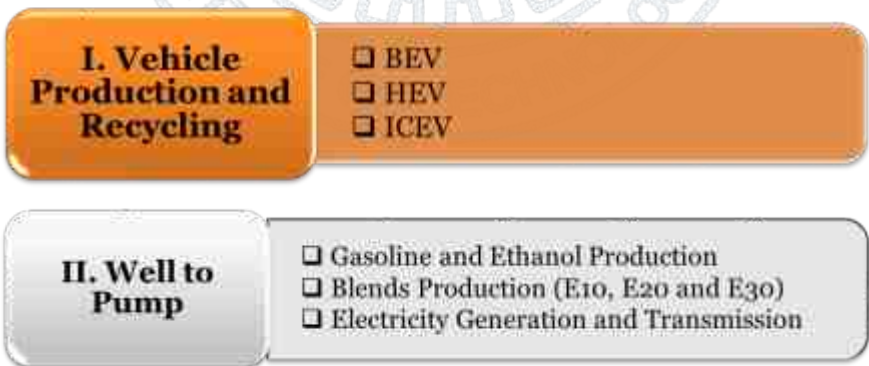 I. Vehicle
Production and
Recycling
❑ BEV
❑ HEV
❑ ICEV
II. Well to
Pump
❑ Gasoline and Ethanol Production
❑ Blends Production (E10, E20 and E30)
❑ Electricity Generation and Transmission